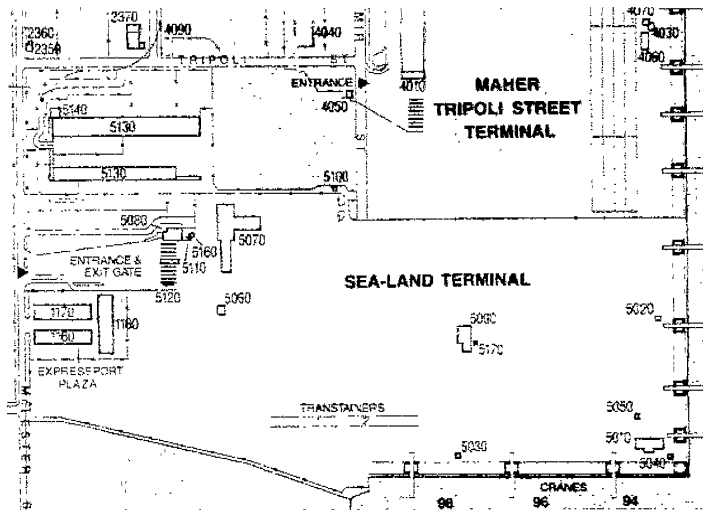 2370
4090
2360
2350
4040
4070
4030
4060
TRIPOLI ST
ENTRANCE
4050
4010
MAHER
TRIPOLI STREET
TERMINAL
5140
5130
5130
5100
5080
5160
5070
5110
ENTRANCE &
EXIT GATE
5120
SEA-LAND TERMINAL
5060
1170
1180
1160
5020
5090
5170
EXPRESSPORT
PLAZA
TRANSTAINERS
5050
5010
5030
5040
CRANES
98
96
94